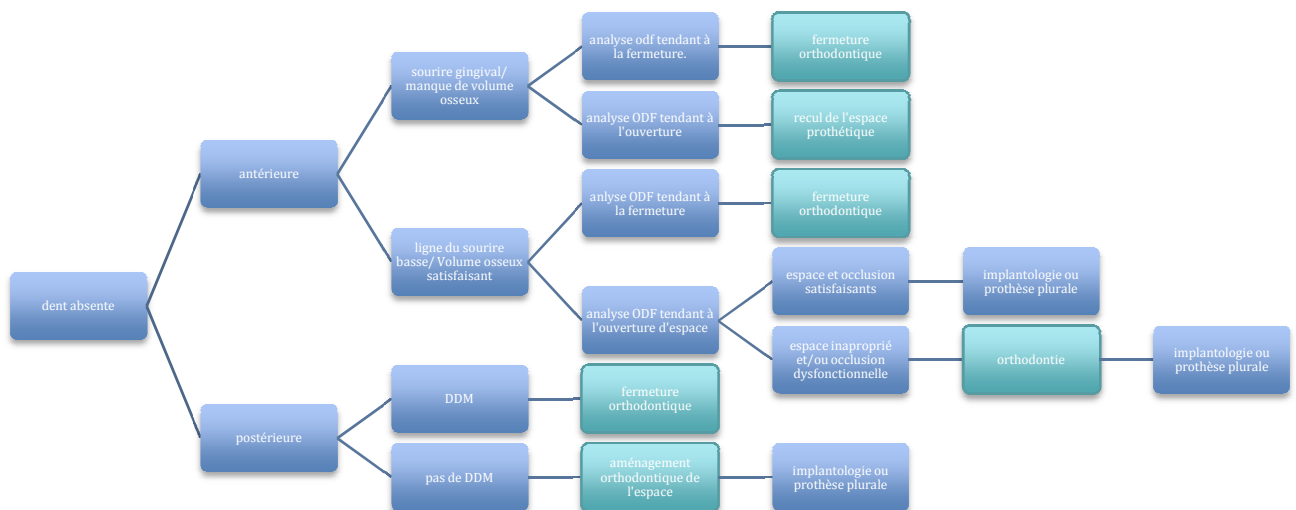 analyse odf tendant à
la fermeture.
fermeture
orthodontique
sourire gingival/
manque de volume
osseux
analyse ODF tendant à
l'ouverture
recul de l'espace
prothétique
antérieure
anlyse ODF tendant à
la fermeture
fermeture
orthodontique
ligne du sourire
basse/ Volume osseux
satisfaisant
espace et occlusion
satisfaisants
implantologie ou
prothèse plurale
dent absente
analyse ODF tendant à
l'ouverture d'espace
espace inaproprié
et/ou occlusion
dysfonctionnelle
orthodontie
implantologie ou
prothèse plurale
DDM
fermeture
orthodontique
postérieure
pas de DDM
aménagement
orthodontique de
l'espace
implantologie ou
prothèse plurale